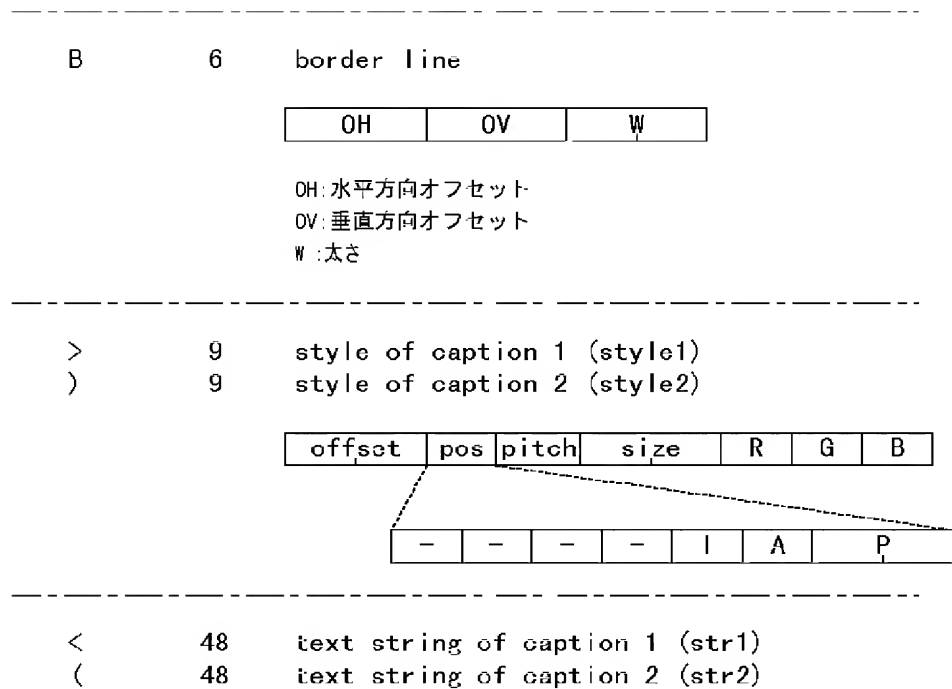 B 6 border line
OH OV W
OH:水平方向オフセット
OV:垂直方向オフセット
W :太さ
> 9 style of caption 1 (style1)
) 9 style of caption 2 (style2)
offset pos pitch size R G B
- - - - I A P
< 48 text string of caption 1 (str1)
( 48 text string of caption 2 (str2)